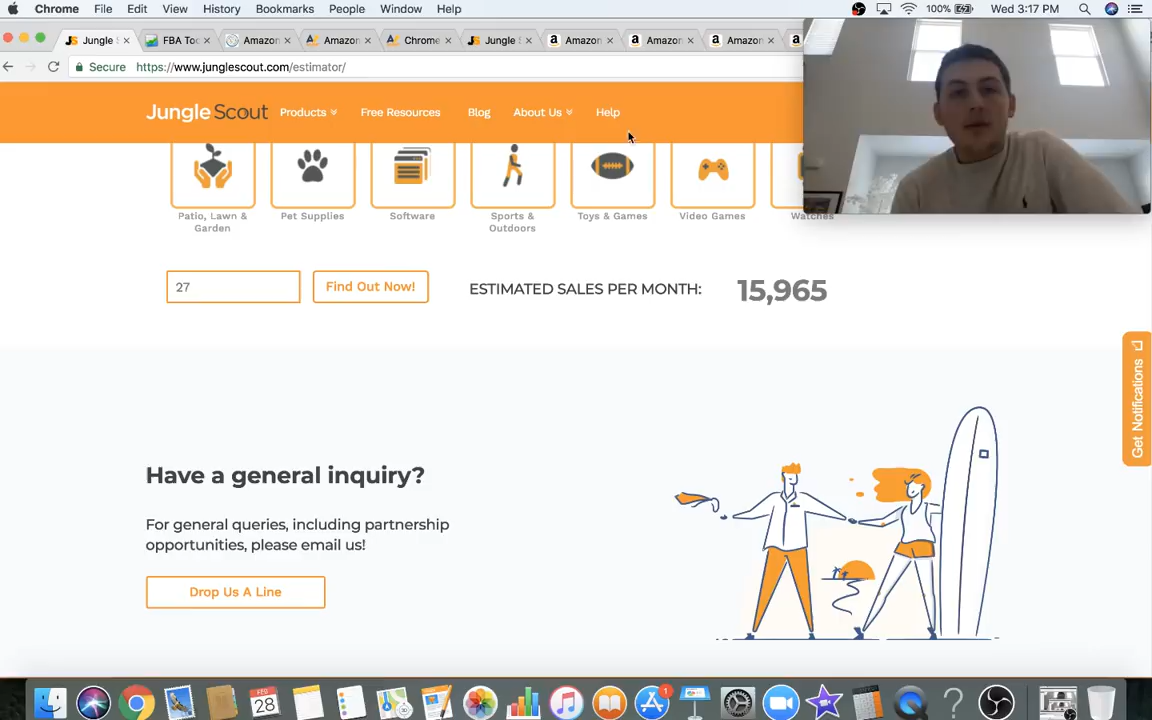 Chrome File Edit View History Bookmarks People Window Help 100% Wed 3:17 PM
Jungle S FBA Too Amazon Amazon Chrome Jungle S Amazon Amazon Amazon
Secure https://www.junglescout.com/estimator/
Jungle Scout Products Free Resources Blog About Us Help
Patio, Lawn & Garden
Pet Supplies
Software
Sports & Outdoors
Toys & Games
Video Games
Watches
27 Find Out Now! ESTIMATED SALES PER MONTH: 15,965
Get Notifications
Have a general inquiry?
For general queries, including partnership
opportunities, please email us!
Drop Us A Line
FEB
28
1